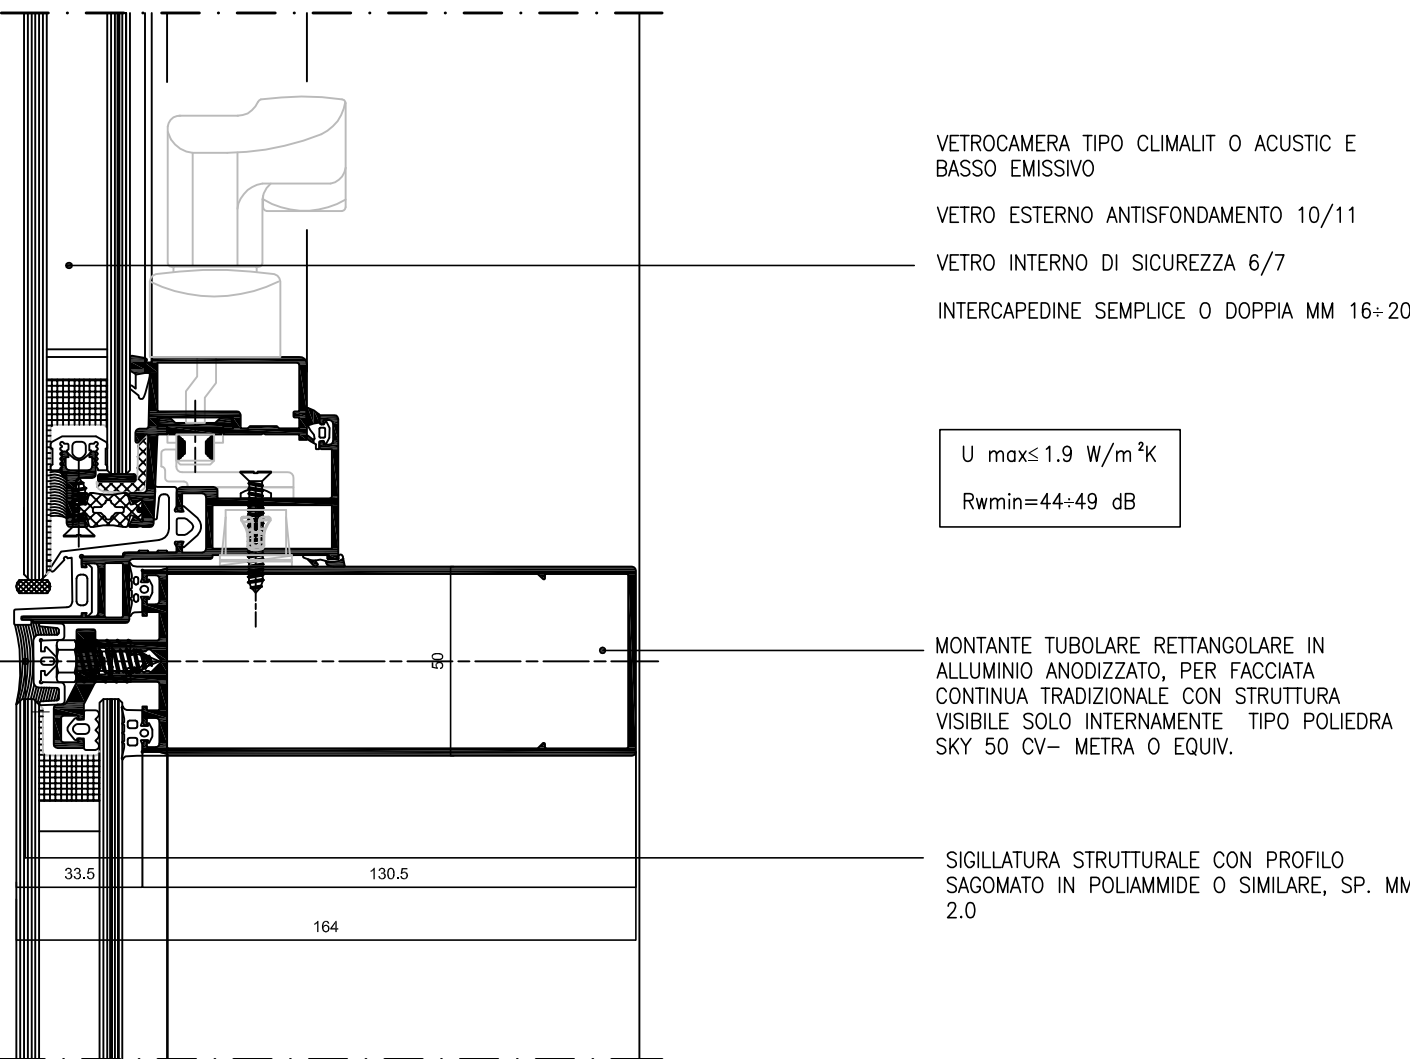 VETROCAMERA TIPO CLIMALIT O ACUSTIC E
BASSO EMISSIVO
VETRO ESTERNO ANTISFONDAMENTO 10/11
VETRO INTERNO DI SICUREZZA 6/7
INTERCAPEDINE SEMPLICE O DOPPIA MM 16÷20
U max≤1.9 W/m²K
Rwmin=44÷49 dB
MONTANTE TUBOLARE RETTANGOLARE IN
ALLUMINIO ANODIZZATO, PER FACCIATA
CONTINUA TRADIZIONALE CON STRUTTURA
VISIBILE SOLO INTERNAMENTE TIPO POLIEDRA
SKY 50 CV– METRA O EQUIV.
50
SIGILLATURA STRUTTURALE CON PROFILO
SAGOMATO IN POLIAMMIDE O SIMILARE, SP. MM
2.0
33.5
130.5
164